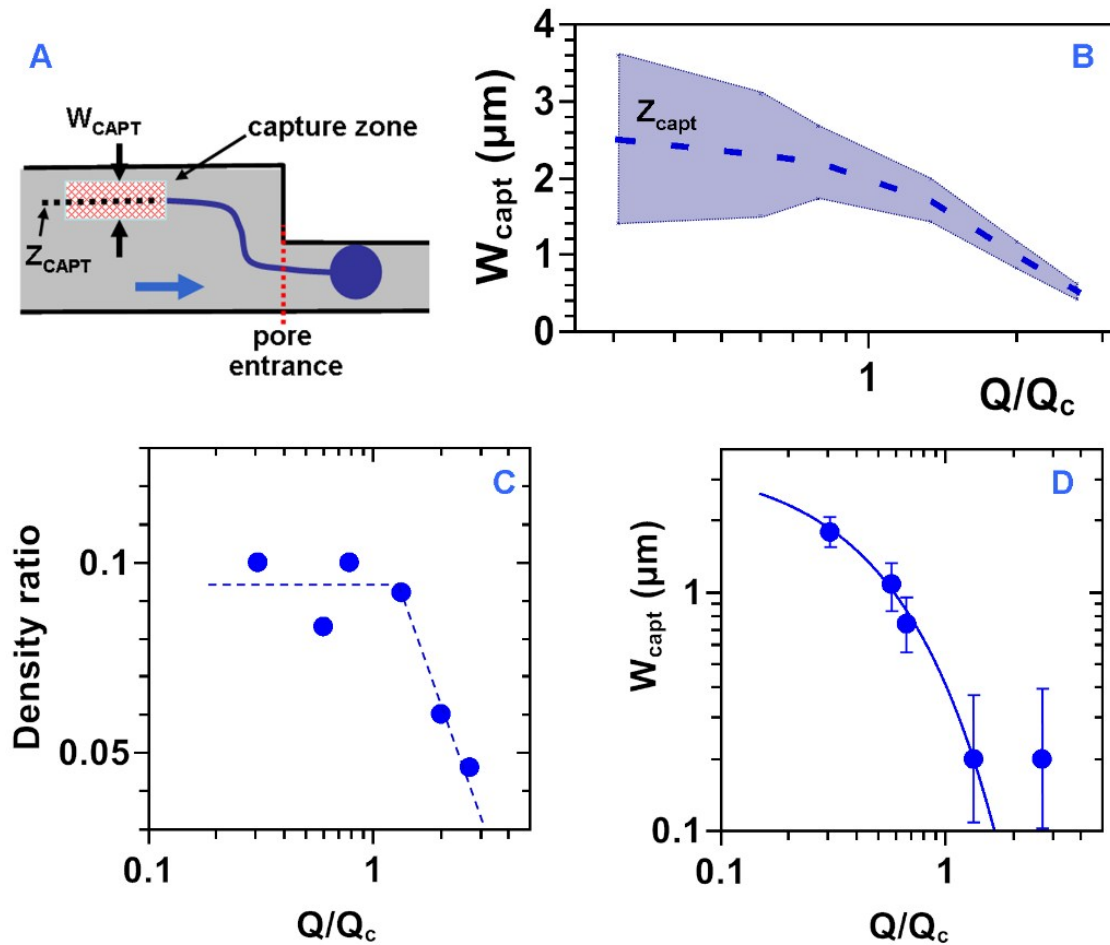 A
W_CAPT
capture zone
Z_CAPT
pore
entrance
B
W_capt (µm)
4
3
2
1
0
Z_capt
1
Q/Q_c
C
Density ratio
0.1
0.05
0.1
1
Q/Q_c
D
W_capt (µm)
1
0.1
0.1
1
Q/Q_c